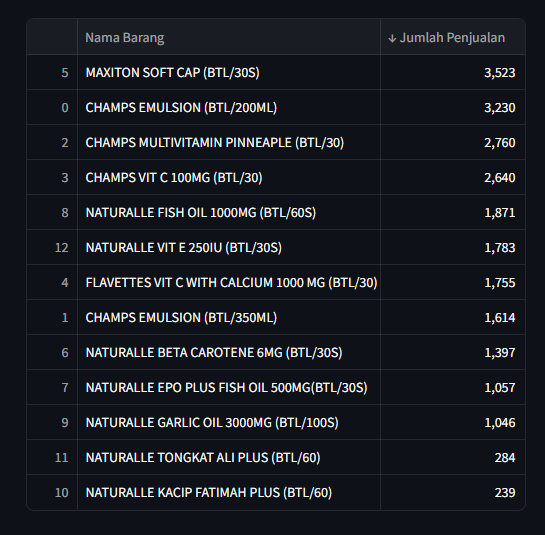 Nama Barang ↓ Jumlah Penjualan
5 MAXITON SOFT CAP (BTL/30S) 3,523
0 CHAMPS EMULSION (BTL/200ML) 3,230
2 CHAMPS MULTIVITAMIN PINNEAPLE (BTL/30) 2,760
3 CHAMPS VIT C 100MG (BTL/30) 2,640
8 NATURALLE FISH OIL 1000MG (BTL/60S) 1,871
12 NATURALLE VIT E 250IU (BTL/30S) 1,783
4 FLAVETTES VIT C WITH CALCIUM 1000 MG (BTL/30) 1,755
1 CHAMPS EMULSION (BTL/350ML) 1,614
6 NATURALLE BETA CAROTENE 6MG (BTL/30S) 1,397
7 NATURALLE EPO PLUS FISH OIL 500MG(BTL/30S) 1,057
9 NATURALLE GARLIC OIL 3000MG (BTL/100S) 1,046
11 NATURALLE TONGKAT ALI PLUS (BTL/60) 284
10 NATURALLE KACIP FATIMAH PLUS (BTL/60) 239